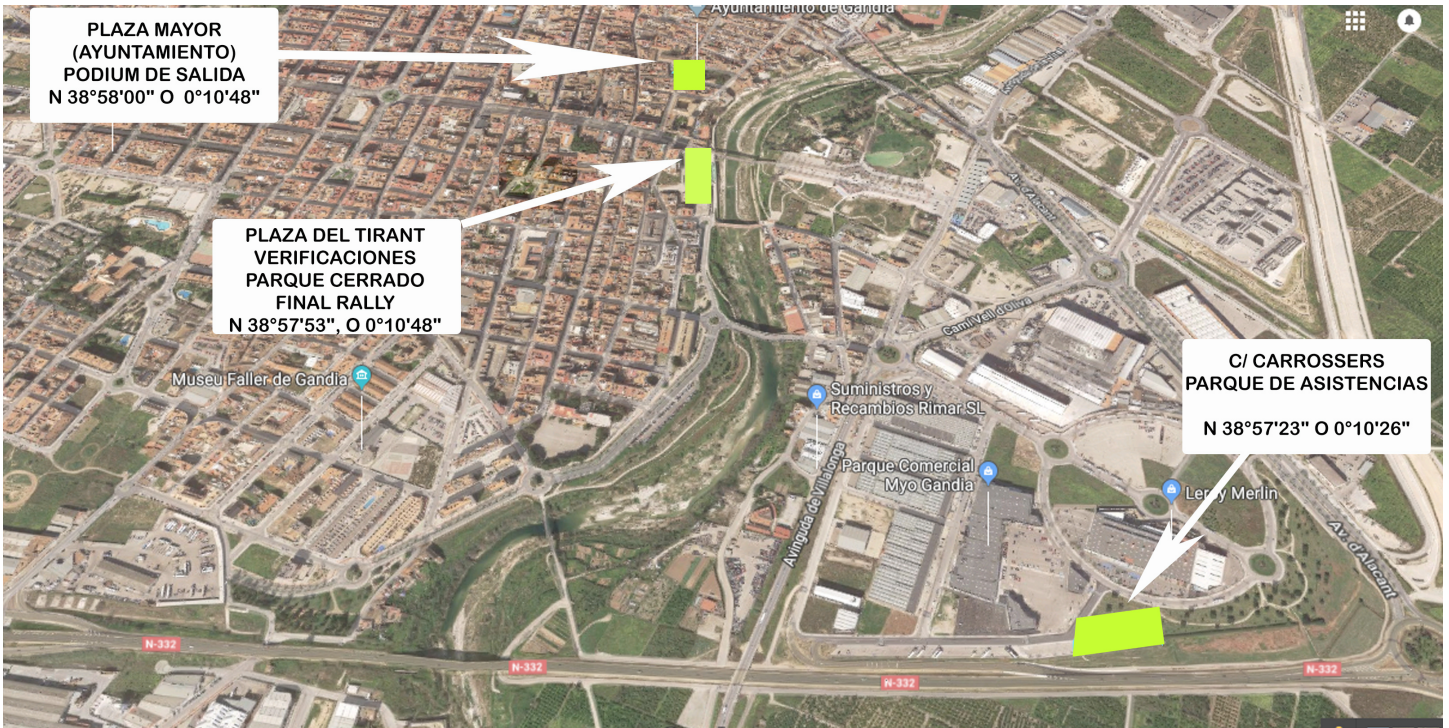 Ayuntamiento de Gandia
PLAZA MAYOR
(AYUNTAMIENTO)
PODIUM DE SALIDA
N 38°58'00" O 0°10'48"
PLAZA DEL TIRANT
VERIFICACIONES
PARQUE CERRADO
FINAL RALLY
N 38°57'53", O 0°10'48"
Av. d'Alacant
Camí Vell d'Oliva
C/ CARROSSERS
PARQUE DE ASISTENCIAS
N 38°57'23" O 0°10'26"
Museu Faller de Gandia
Suministros y
Recambios Rimar SL
Parque Comercial
Myo Gandia
Leroy Merlin
Avinguda de Villalonga
Av. d'Alacant
N-332
N-332
N-332
N-332